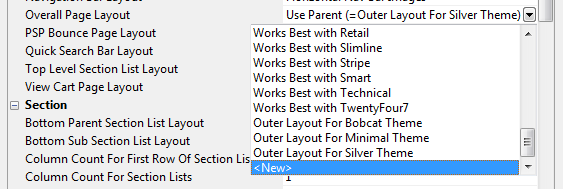 Overall Page Layout
Use Parent (=Outer Layout For Silver Theme)
PSP Bounce Page Layout
Quick Search Bar Layout
Top Level Section List Layout
View Cart Page Layout
Section
Bottom Parent Section List Layout
Bottom Sub Section List Layout
Column Count For First Row Of Section Lis
Column Count For Section Lists
1
Works Best with Retail
Works Best with Slimline
Works Best with Stripe
Works Best with Smart
Works Best with Technical
Works Best with TwentyFour7
Outer Layout For Bobcat Theme
Outer Layout For Minimal Theme
Outer Layout For Silver Theme
<New>